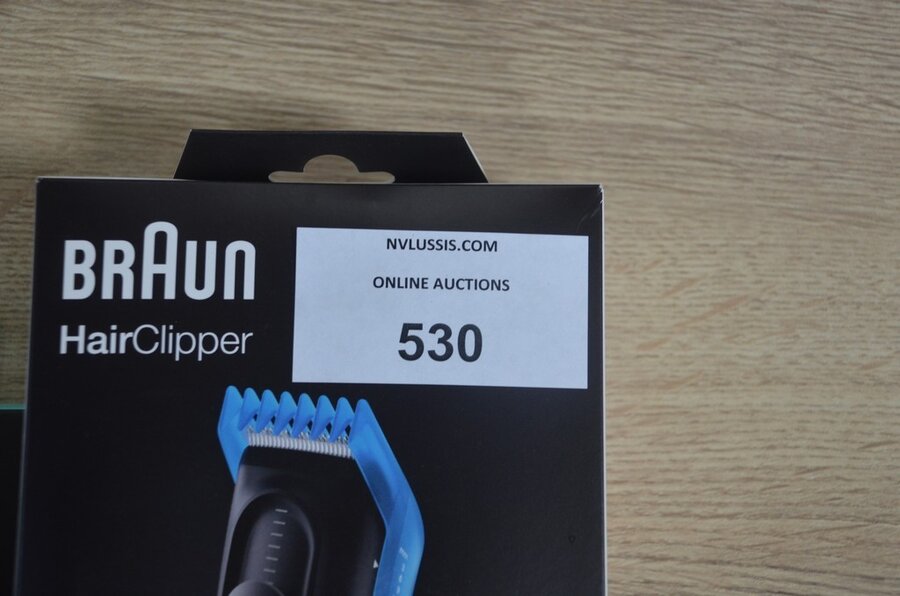 BRAUN
HairClipper
NVLUSSIS.COM
ONLINE AUCTIONS
530